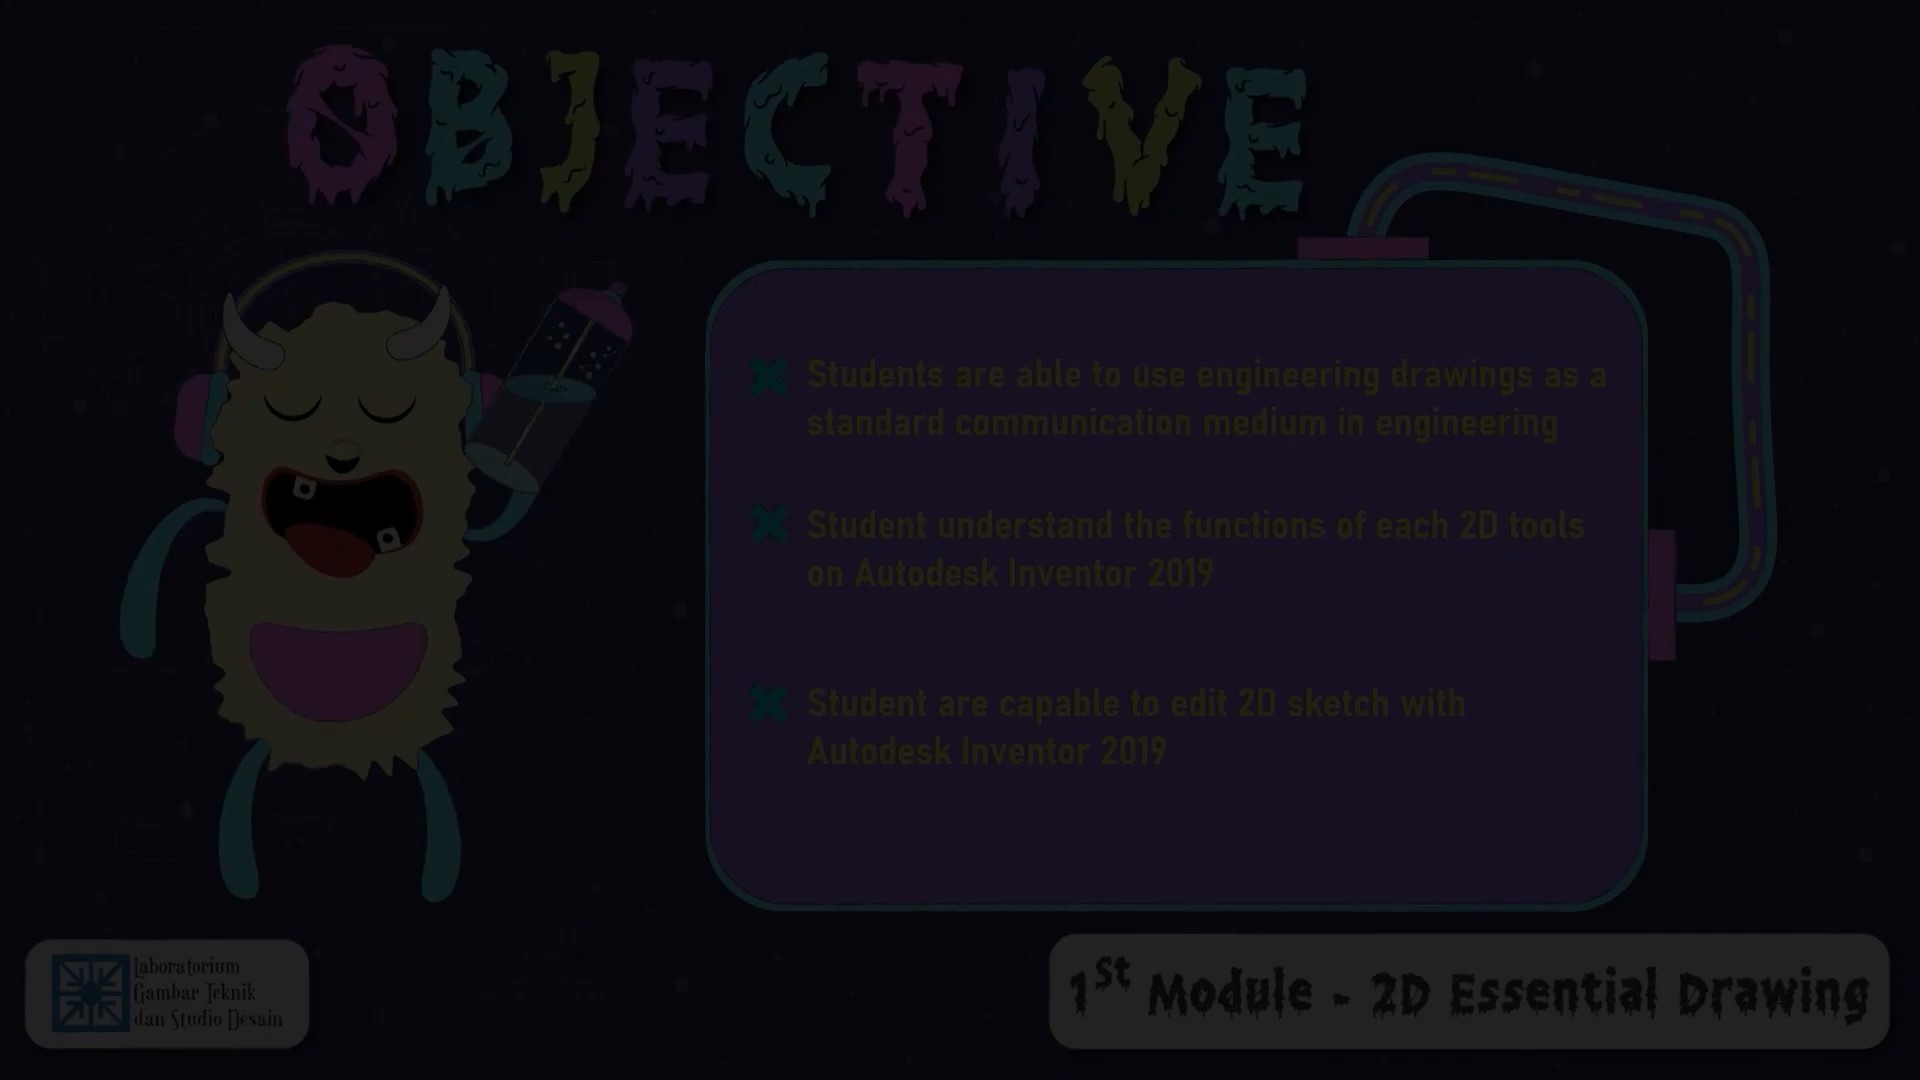 OBJECTIVE
Students are able to use engineering drawings as a
standard communication medium in engineering
Student understand the functions of each 2D tools
on Autodesk Inventor 2019
Student are capable to edit 2D sketch with
Autodesk Inventor 2019
Laboratorium
Gambar Teknik
dan Studio Desain
1st Module - 2D Essential Drawing